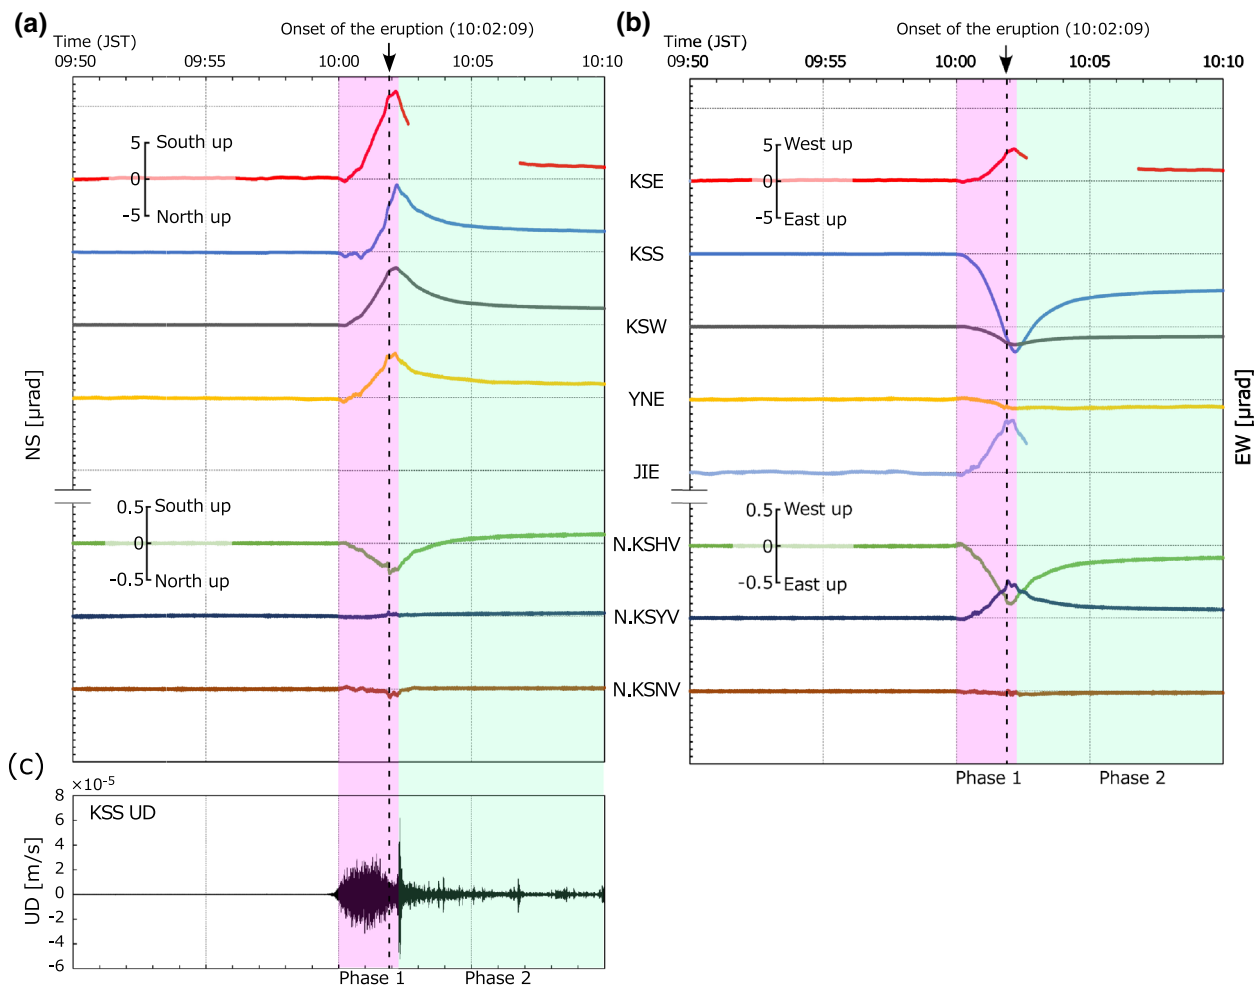 (a)
Onset of the eruption (10:02:09)
Time (JST)
09:50 09:55 10:00 10:05 10:10
5 South up
0
-5 North up
NS [μrad]
0.5 South up
0
-0.5 North up
(b)
Onset of the eruption (10:02:09)
Time (JST)
09:50 09:55 10:00 10:05 10:10
5 West up
0
-5 East up
KSE
KSS
KSW
YNE
JIE
N.KSHV
N.KSYV
N.KSNV
0.5 West up
0
-0.5 East up
EW [μrad]
Phase 1 Phase 2
(c)
×10-5
KSS UD
UD [m/s]
8
6
4
2
0
-2
-4
-6
Phase 1 Phase 2